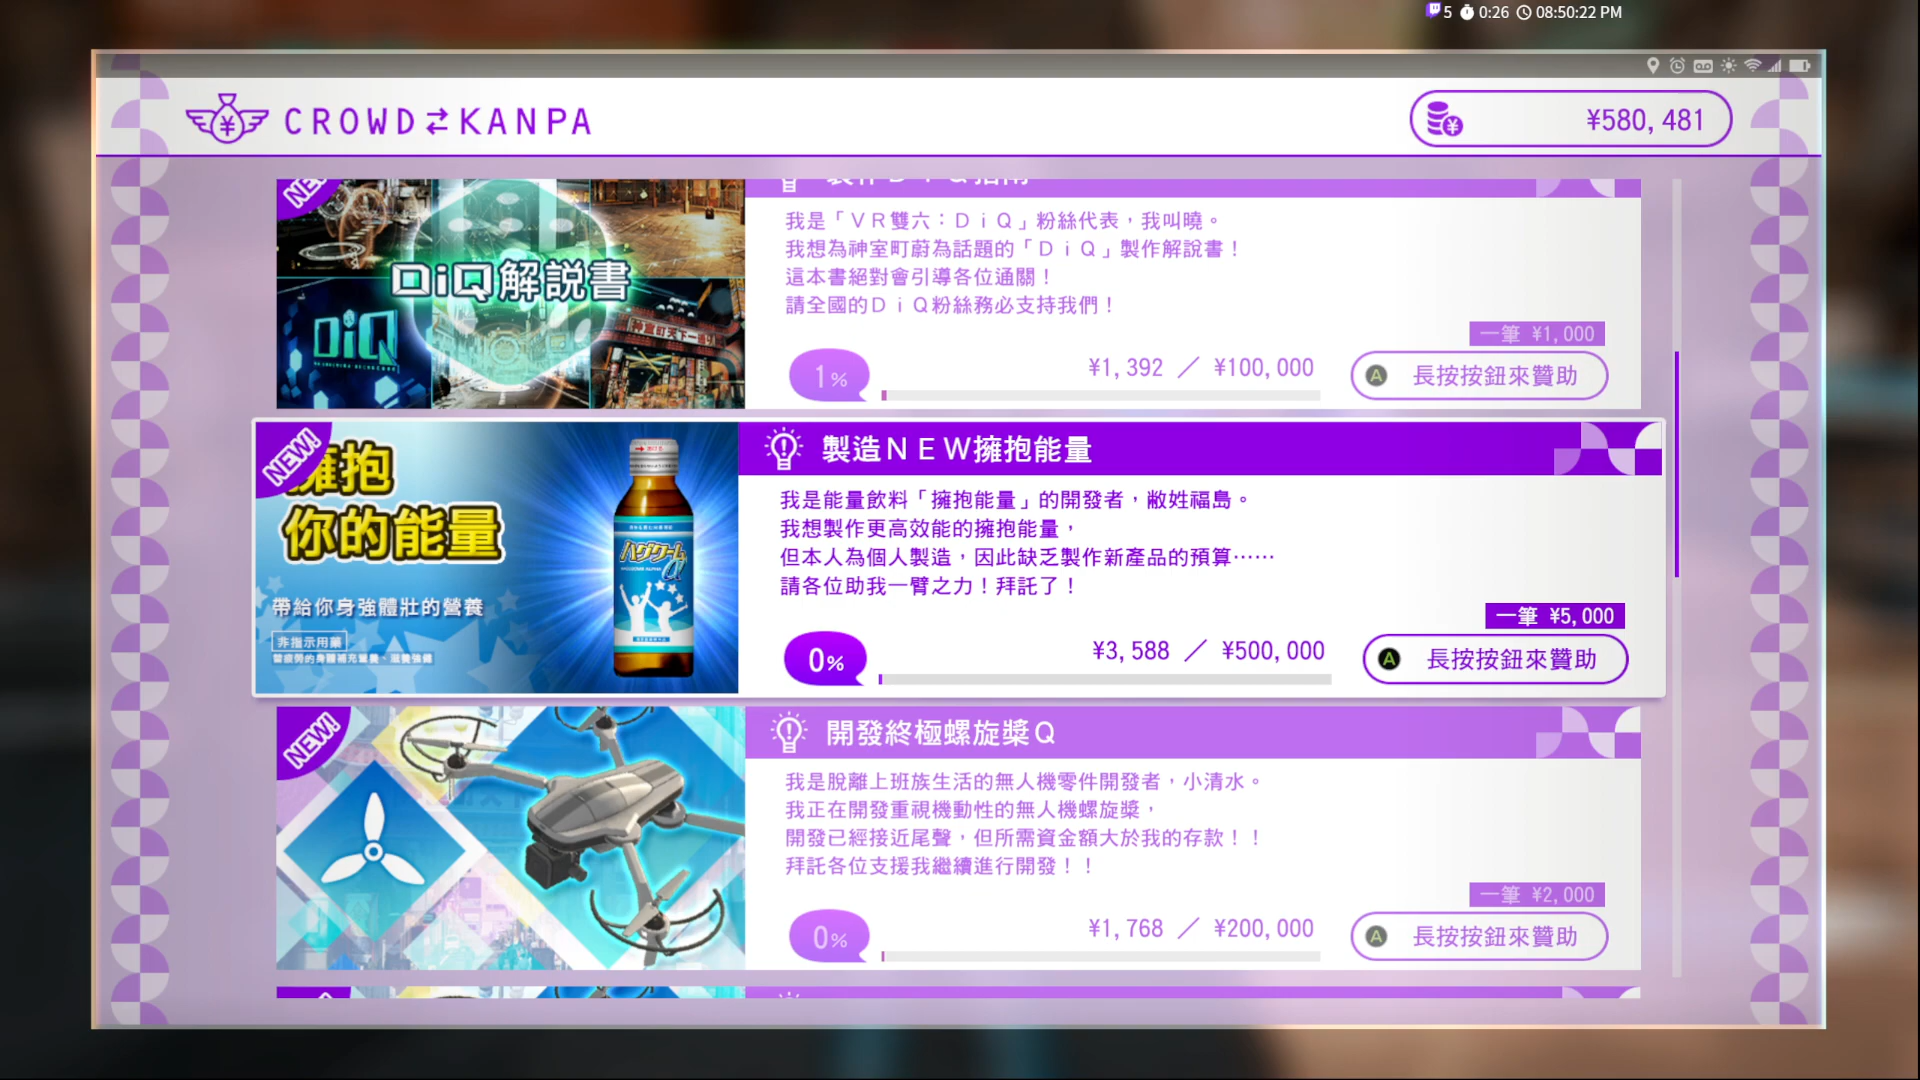 5 0:26 08:50:22 PM
CROWD⇄KANPA
¥580,481
DiQ解説書
DiQ
我是「VR雙六：DiQ」粉絲代表，我叫曉。
我想為神室町蔚為話題的「DiQ」製作解說書！
這本書絕對會引導各位通關！
請全國的DiQ粉絲務必支持我們！
一筆 ¥1,000
1%
¥1,392 ／ ¥100,000
A 長按按鈕來贊助
NEW!
擁抱
你的能量
帶給你身強體壯的營養
非指示用藥
ハグワームα
製造NEW擁抱能量
我是能量飲料「擁抱能量」的開發者，敝姓福島。
我想製作更高效能的擁抱能量，
但本人為個人製造，因此缺乏製作新產品的預算……
請各位助我一臂之力！拜託了！
一筆 ¥5,000
0%
¥3,588 ／ ¥500,000
A 長按按鈕來贊助
NEW!
開發終極螺旋槳Q
我是脫離上班族生活的無人機零件開發者，小清水。
我正在開發重視機動性的無人機螺旋槳，
開發已經接近尾聲，但所需資金額大於我的存款！！
拜託各位支援我繼續進行開發！！
一筆 ¥2,000
0%
¥1,768 ／ ¥200,000
A 長按按鈕來贊助